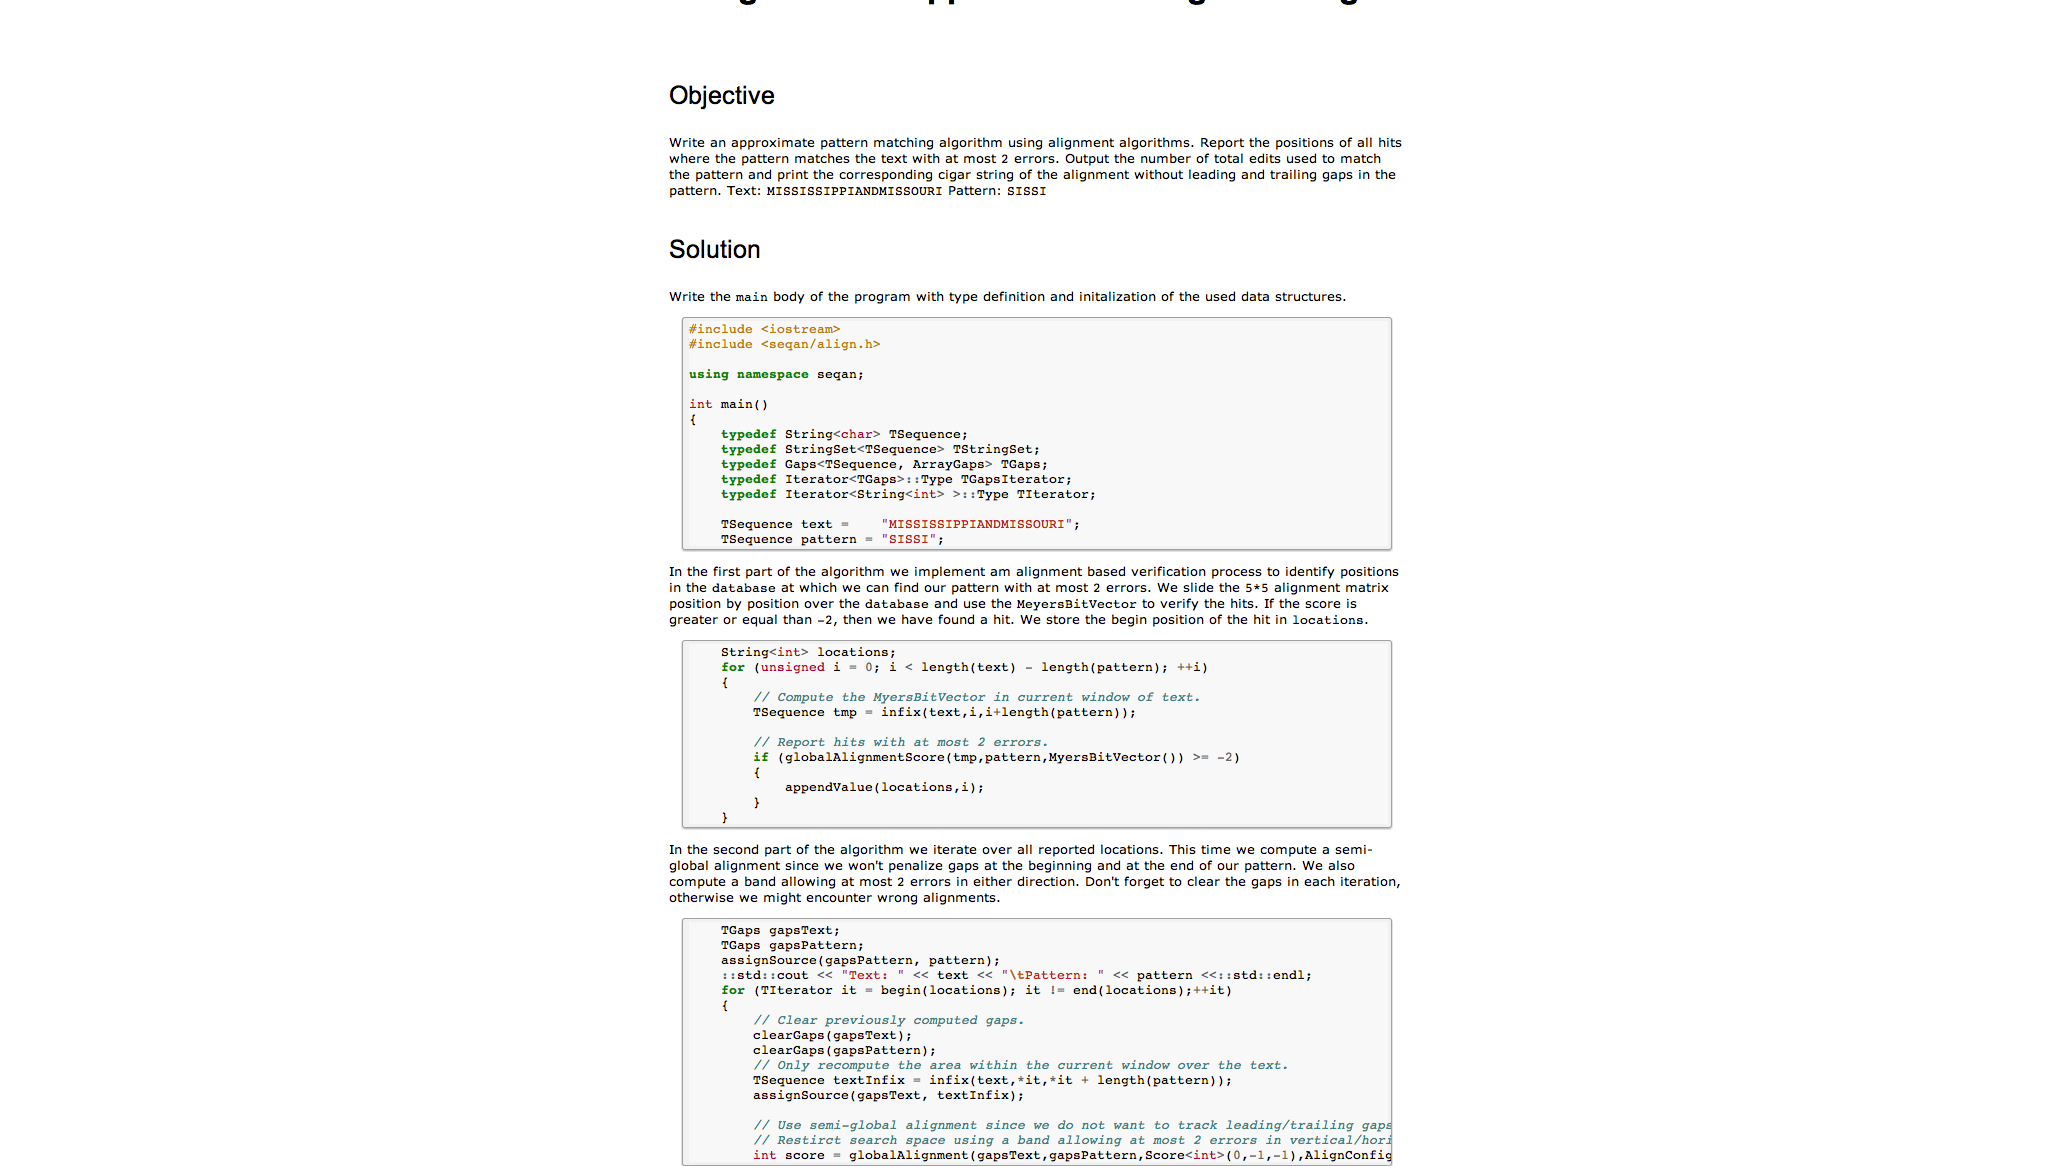 Objective
Write an approximate pattern matching algorithm using alignment algorithms. Report the positions of all hits
where the pattern matches the text with at most 2 errors. Output the number of total edits used to match
the pattern and print the corresponding cigar string of the alignment without leading and trailing gaps in the
pattern. Text: MISSISSIPPIANDMISSOURI Pattern: SISSI
Solution
Write the main body of the program with type definition and initalization of the used data structures.
#include <iostream>
#include <seqan/align.h>
using namespace seqan;
int main()
{
typedef String<char> TSequence;
typedef StringSet<TSequence> TStringSet;
typedef Gaps<TSequence, ArrayGaps> TGaps;
typedef Iterator<TGaps>::Type TGapsIterator;
typedef Iterator<String<int> >::Type TIterator;
TSequence text =    "MISSISSIPPIANDMISSOURI";
TSequence pattern = "SISSI";
In the first part of the algorithm we implement am alignment based verification process to identify positions
in the database at which we can find our pattern with at most 2 errors. We slide the 5*5 alignment matrix
position by position over the database and use the MeyersBitVector to verify the hits. If the score is
greater or equal than -2, then we have found a hit. We store the begin position of the hit in locations.
String<int> locations;
for (unsigned i = 0; i < length(text) - length(pattern); ++i)
{
// Compute the MyersBitVector in current window of text.
TSequence tmp = infix(text,i,i+length(pattern));
// Report hits with at most 2 errors.
if (globalAlignmentScore(tmp,pattern,MyersBitVector()) >= -2)
{
appendValue(locations,i);
}
}
In the second part of the algorithm we iterate over all reported locations. This time we compute a semi-
global alignment since we won't penalize gaps at the beginning and at the end of our pattern. We also
compute a band allowing at most 2 errors in either direction. Don't forget to clear the gaps in each iteration,
otherwise we might encounter wrong alignments.
TGaps gapsText;
TGaps gapsPattern;
assignSource(gapsPattern, pattern);
::std::cout << "Text: " << text << "\tPattern: " << pattern <<::std::endl;
for (TIterator it = begin(locations); it != end(locations);++it)
{
// Clear previously computed gaps.
clearGaps(gapsText);
clearGaps(gapsPattern);
// Only recompute the area within the current window over the text.
TSequence textInfix = infix(text,*it,*it + length(pattern));
assignSource(gapsText, textInfix);
// Use semi-global alignment since we do not want to track leading/trailing gaps
// Restirct search space using a band allowing at most 2 errors in vertical/hori
int score = globalAlignment(gapsText,gapsPattern,Score<int>(0,-1,-1),AlignConfig